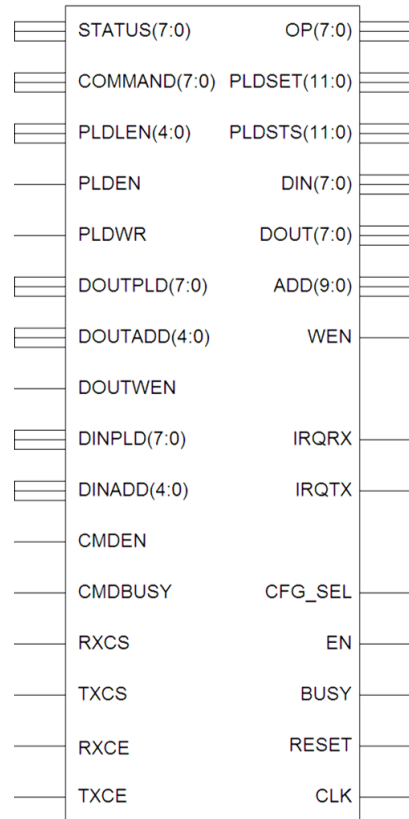 STATUS(7:0) OP(7:0)
COMMAND(7:0) PLDSET(11:0)
PLDLEN(4:0) PLDSTS(11:0)
PLDEN DIN(7:0)
PLDWR DOUT(7:0)
DOUTPLD(7:0) ADD(9:0)
DOUTADD(4:0) WEN
DOUTWEN
DINPLD(7:0) IRQRX
DINADD(4:0) IRQTX
CMDEN
CMDBUSY CFG_SEL
RXCS EN
TXCS BUSY
RXCE RESET
TXCE CLK